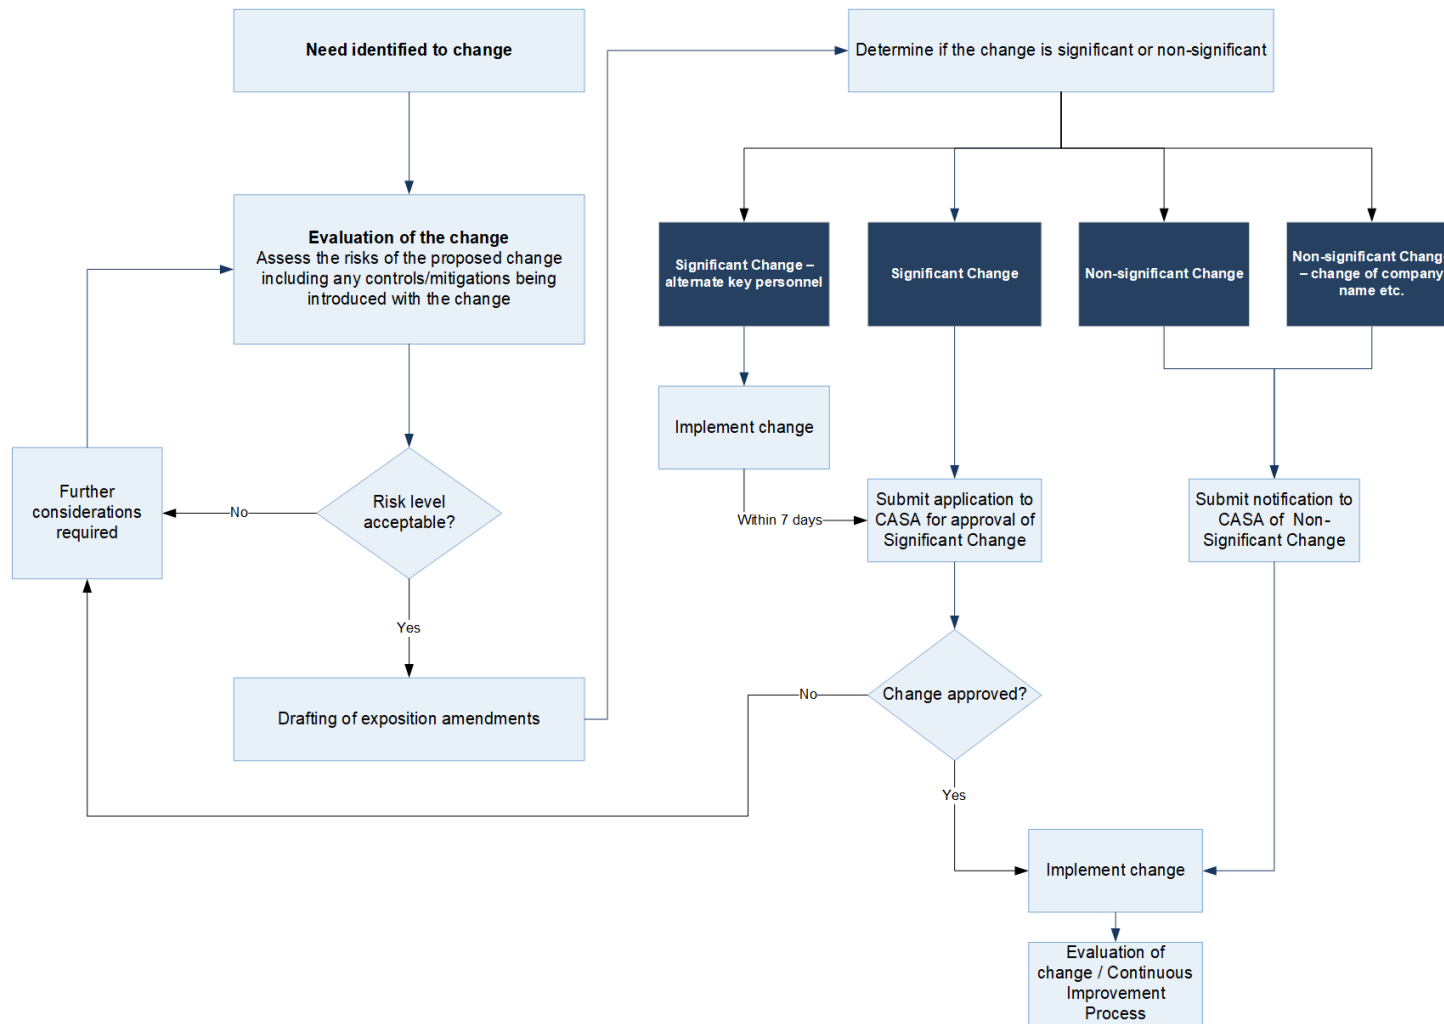 Need identified to change
Determine if the change is significant or non-significant
Evaluation of the change
Assess the risks of the proposed change
including any controls/mitigations being
introduced with the change
Significant Change –
alternate key personnel
Significant Change
Non-significant Change
Non-significant Change
– change of company
name etc.
Implement change
Further
considerations
required
No
Risk level
acceptable?
Within 7 days
Submit application to
CASA for approval of
Significant Change
Submit notification to
CASA of Non-
Significant Change
Yes
Drafting of exposition amendments
No
Change approved?
Yes
Implement change
Evaluation of
change / Continuous
Improvement
Process